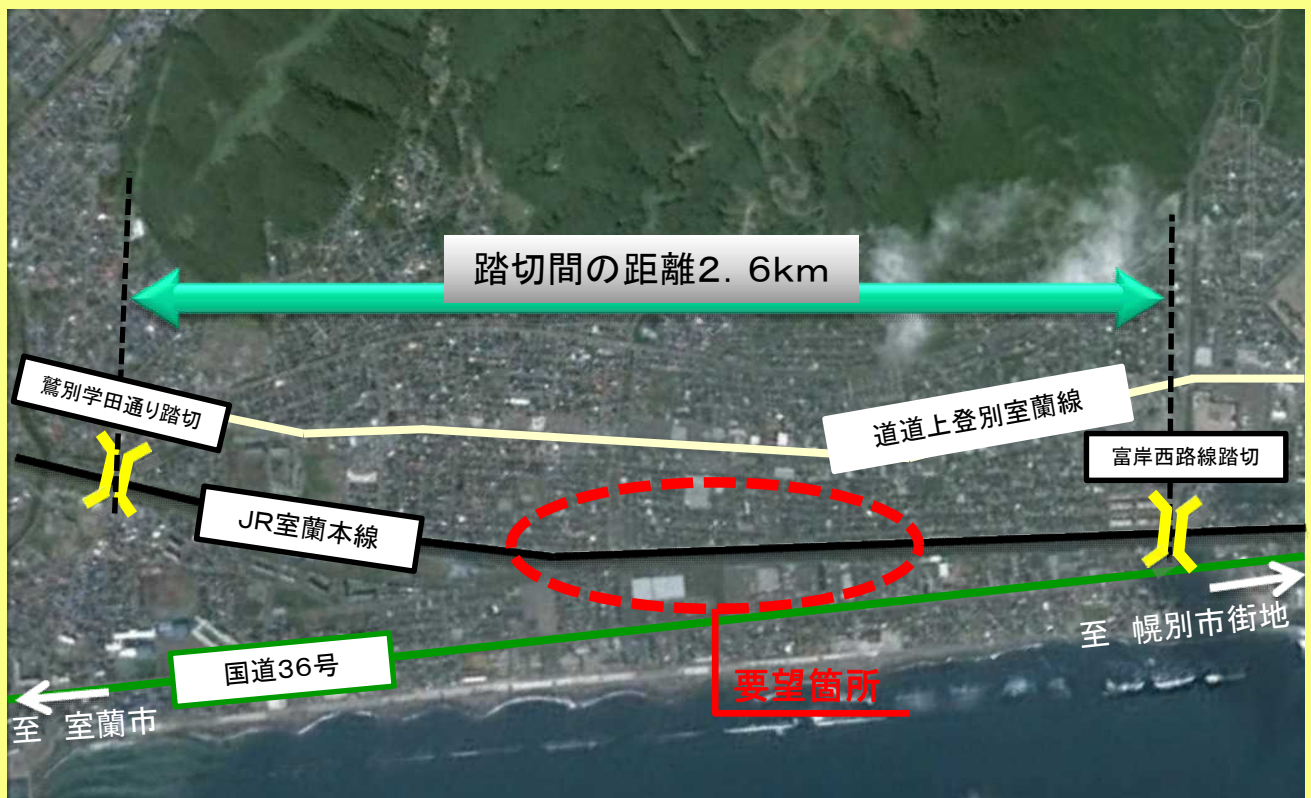 踏切間の距離2．6km
鷲別学田通り踏切
道道上登別室蘭線
富岸西路線踏切
JR室蘭本線
至 幌別市街地
国道36号
要望箇所
至 室蘭市